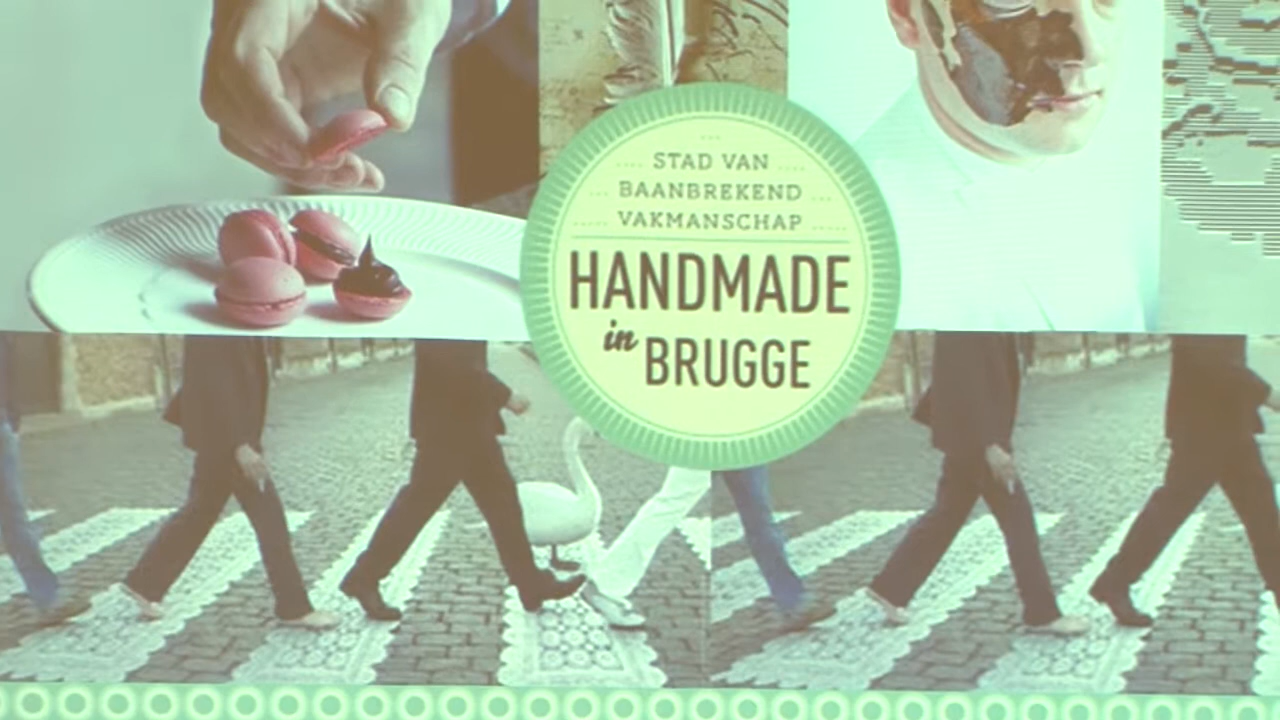 STAD VAN
BAANBREKEND
VAKMANSCHAP
HANDMADE
in
BRUGGE